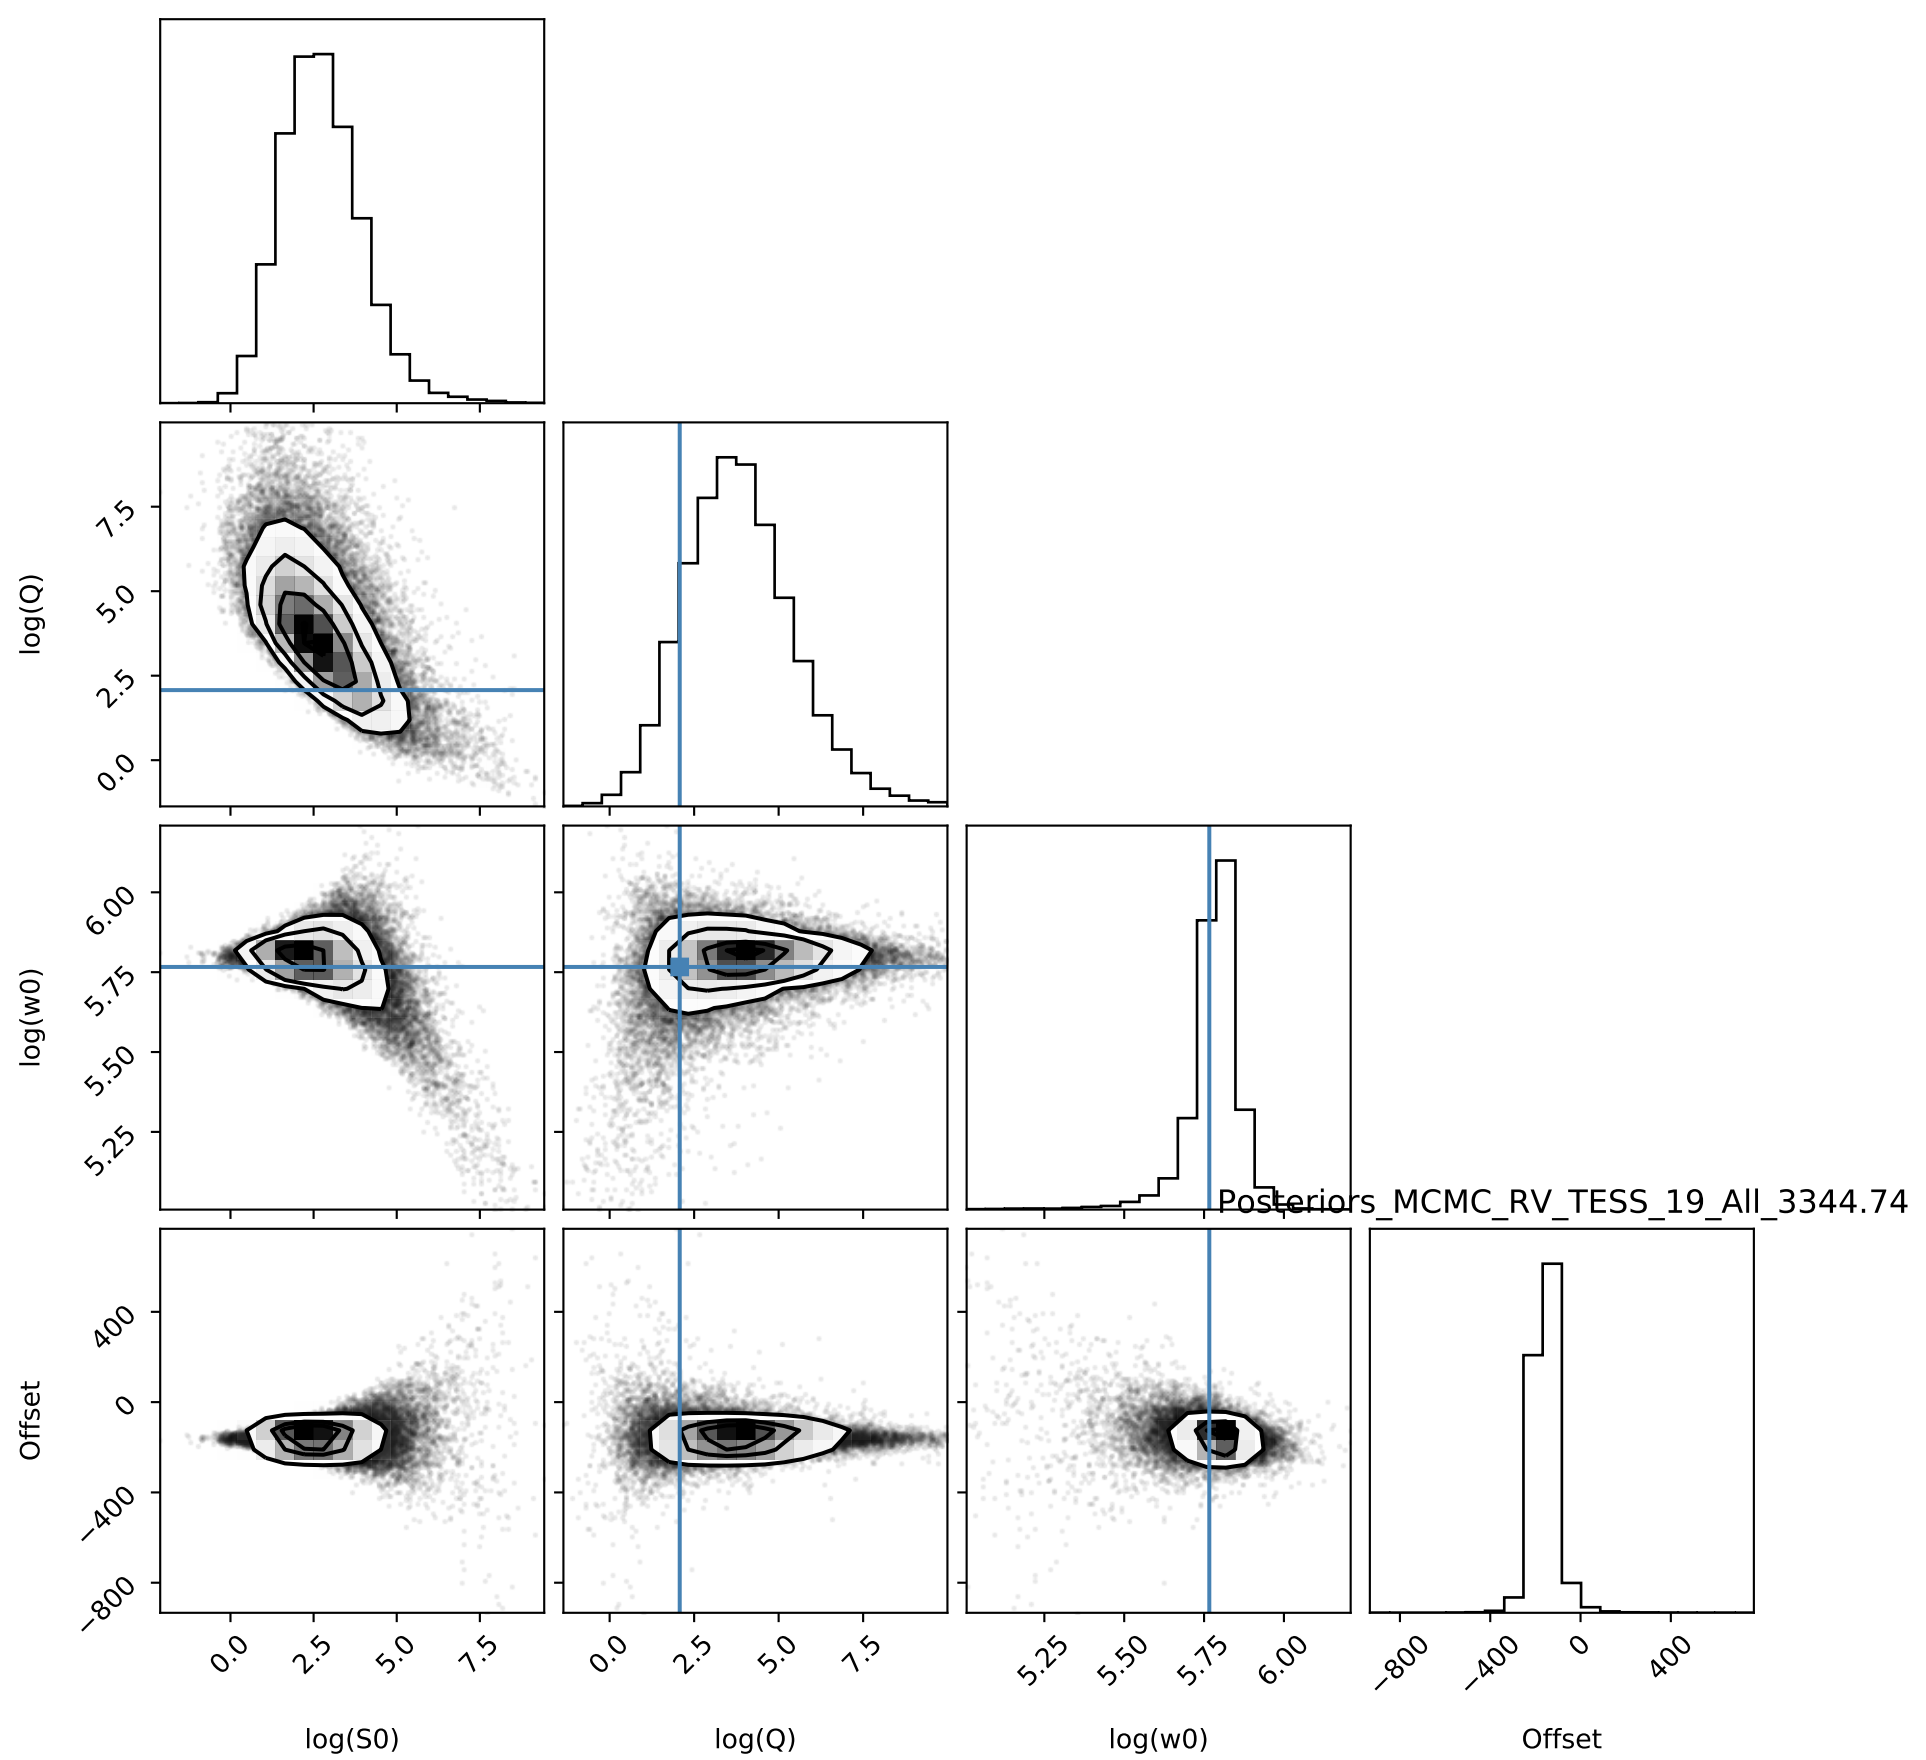 log(Q)
7.5
5.0
2.5
0.0
log(w0)
6.00
5.75
5.50
5.25
Posteriors_MCMC_RV_TESS_19_All_3344.74
Offset
400
0
−400
−800
0.0 2.5 5.0 7.5 0.0 2.5 5.0 7.5 5.25 5.50 5.75 6.00 −800 −400 0 400
log(S0) log(Q) log(w0) Offset